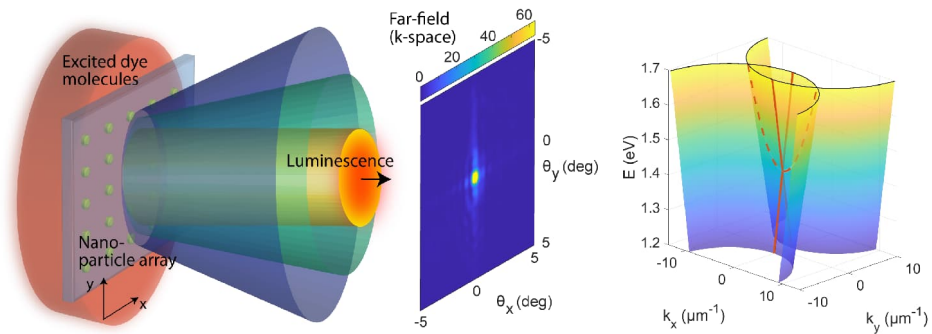 Excited dye
molecules
Luminescence
Nano-
particle array
y
x
Far-field
(k-space)
0
20
40
60
0
θy (deg)
5
5
0
θx (deg)
-5
E (eV)
1.7
1.6
1.5
1.4
1.3
1.2
-10
0
10
kx (μm-1)
-10
0
10
ky (μm-1)